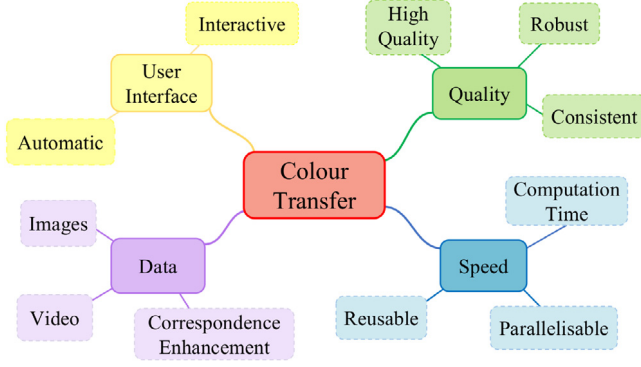 Interactive
User
Interface
Automatic
High
Quality
Robust
Quality
Consistent
Colour
Transfer
Images
Data
Video
Correspondence
Enhancement
Computation
Time
Speed
Reusable
Parallelisable